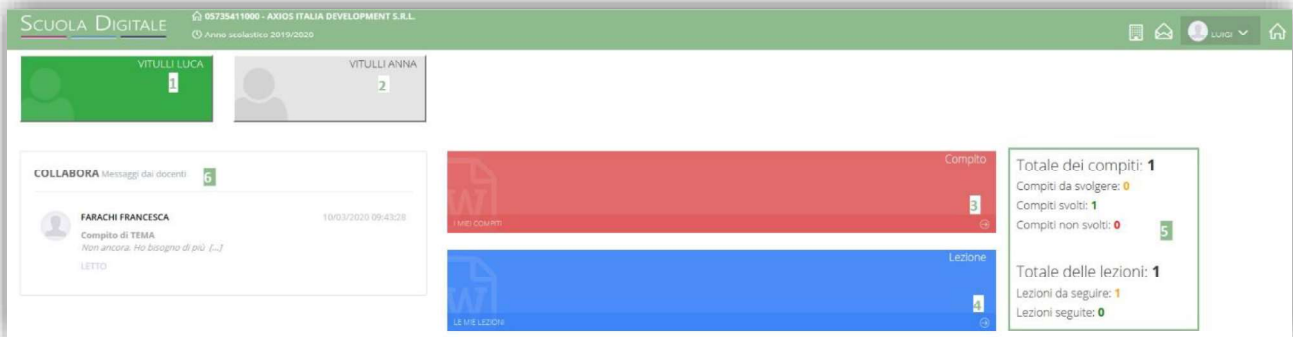 SCUOLA DIGITALE
05735411000 - AXIOS ITALIA DEVELOPMENT S.R.L.
Anno scolastico 2019/2020
LUIGI
VITULLI LUCA
1
VITULLI ANNA
2
COLLABORA Messaggi dai docenti
6
FARACHI FRANCESCA
10/03/2020 09:43:28
Compito di TEMA
Non ancora. Ho bisogno di più [...]
LETTO
Compito
3
I MIEI COMPITI
Lezione
4
LE MIE LEZIONI
Totale dei compiti: 1
Compiti da svolgere: 0
Compiti svolti: 1
Compiti non svolti: 0
5
Totale delle lezioni: 1
Lezioni da seguire: 1
Lezioni seguite: 0